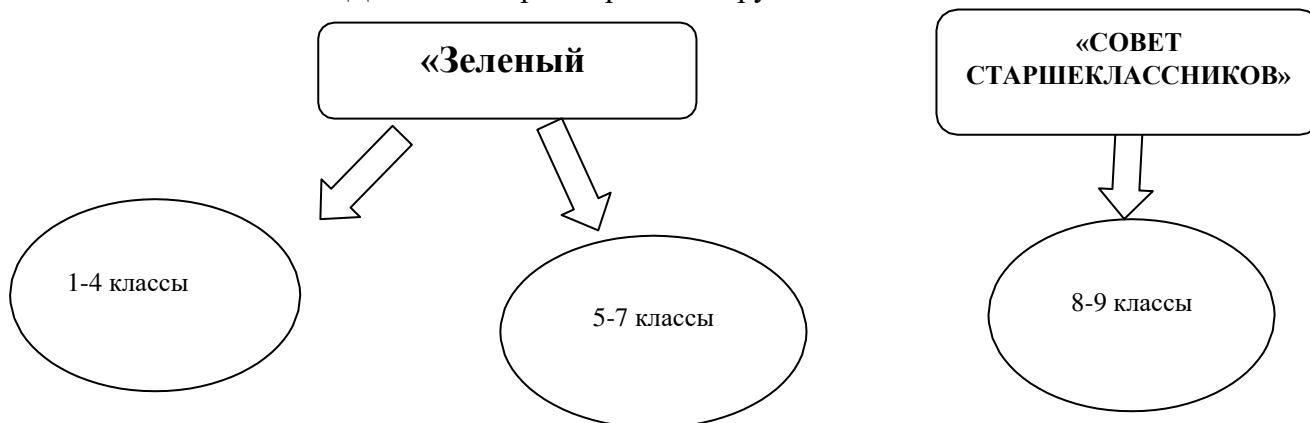 «Зеленый
«СОВЕТ
СТАРШЕКЛАССНИКОВ»
1-4 классы
5-7 классы
8-9 классы